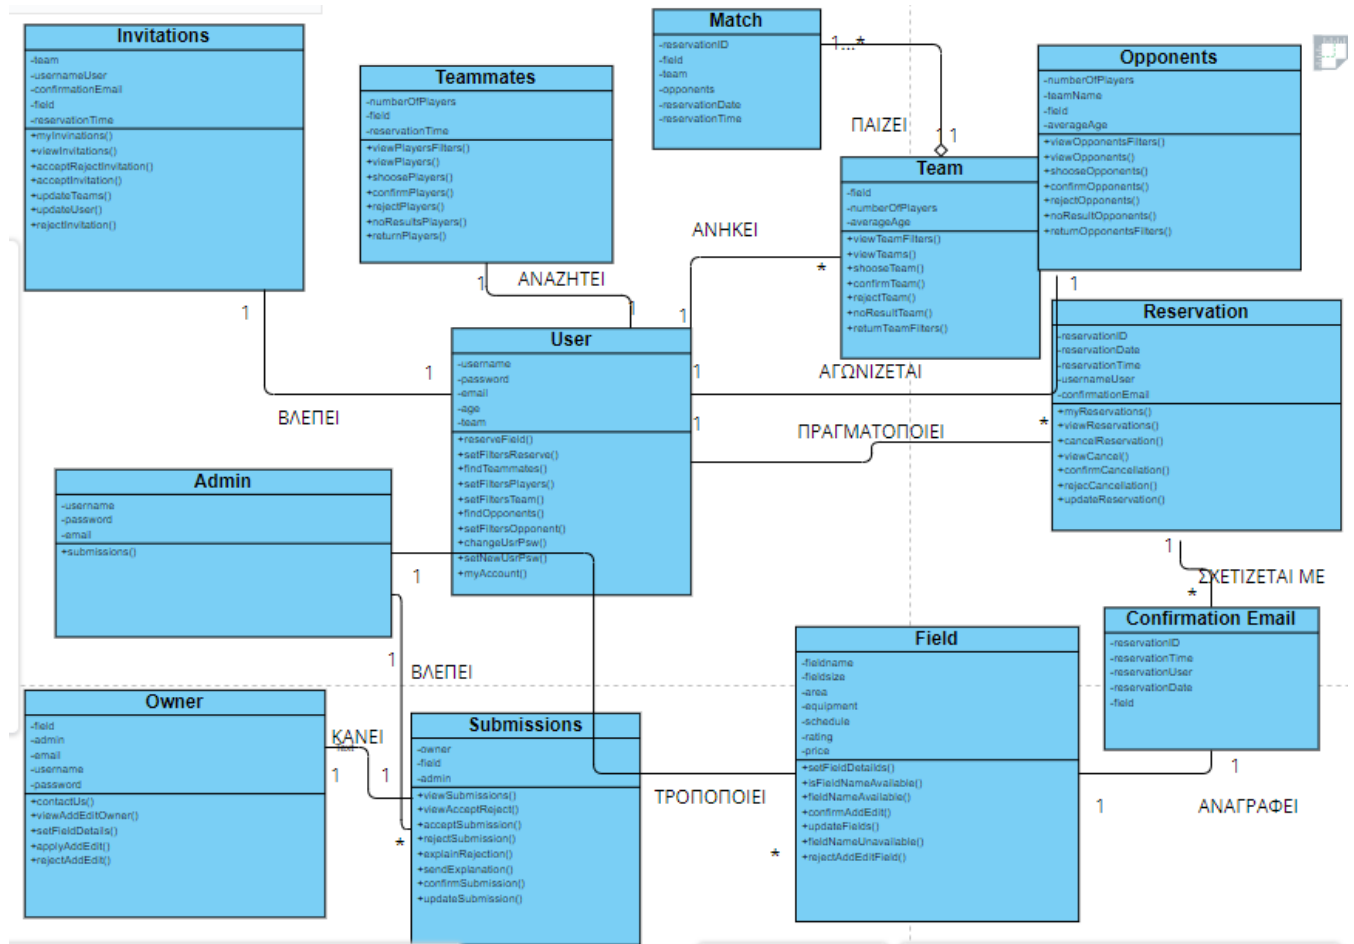 Invitations
-team
-usernameUser
-confirmationEmail
-field
-reservationTime
+myInvinations()
+viewInvitations()
+acceptRejectInvitation()
+acceptInvitation()
+updateTeams()
+updateUser()
+rejectInvitation()
Teammates
-numberOfPlayers
-field
-reservationTime
+viewPlayersFilters()
+viewPlayers()
+shoosePlayers()
+confirmPlayers()
+rejectPlayers()
+noResultsPlayers()
+returnPlayers()
Match
-reservationID
-field
-team
-opponents
-reservationDate
-reservationTime
1...*
ΠΑΙΖΕΙ
1
1
Opponents
-numberOfPlayers
-teamName
-field
-averageAge
+viewOpponentsFilters()
+viewOpponents()
+shooseOpponents()
+confirmOpponents()
+rejectOpponents()
+noResultOpponents()
+returnOpponentsFilters()
Team
-field
-numberOfPlayers
-averageAge
+viewTeamFilters()
+viewTeams()
+shooseTeam()
+confirmTeam()
+rejectTeam()
+noResultTeam()
+returnTeamFilters()
ΑΝΗΚΕΙ
*
1
1
ΑΝΑΖΗΤΕΙ
1
1
1
ΒΛΕΠΕΙ
User
-username
-password
-email
-age
-team
+reserveField()
+setFiltersReserve()
+findTeammates()
+setFiltersPlayers()
+setFiltersTeam()
+findOpponents()
+setFiltersOpponent()
+changeUsrPsw()
+setNewUsrPsw()
+myAccount()
1
ΑΓΩΝΙΖΕΤΑΙ
1
1
ΠΡΑΓΜΑΤΟΠΟΙΕΙ
*
Reservation
-reservationID
-reservationDate
-reservationTime
-usernameUser
-confirmationEmail
+myReservations()
+viewReservations()
+cancelReservation()
+viewCancel()
+confirmCancellation()
+rejecCancellation()
+updateReservation()
1
ΣΧΕΤΙΖΕΤΑΙ ΜΕ
*
Admin
-username
-password
-email
+submissions()
1
1
ΒΛΕΠΕΙ
*
Confirmation Email
-reservationID
-reservationTime
-reservationUser
-reservationDate
-field
1
1
ΑΝΑΓΡΑΦΕΙ
Field
-fieldname
-fieldsize
-area
-equipment
-schedule
-rating
-price
+setFieldDetailds()
+isFieldNameAvailable()
+fieldNameAvailable()
+confirmAddEdit()
+updateFields()
+fieldNameUnavailable()
+rejectAddEditField()
ΤΡΟΠΟΠΟΙΕΙ
*
Owner
-field
-admin
-email
-username
-password
+contactUs()
+viewAddEditOwner()
+setFieldDetails()
+applyAddEdit()
+rejectAddEdit()
ΚΑΝΕΙ
Text
1
1
Submissions
-owner
-field
-admin
+viewSubmissions()
+viewAcceptReject()
+acceptSubmission()
+rejectSubmission()
+explainRejection()
+sendExplanation()
+confirmSubmission()
+updateSubmission()